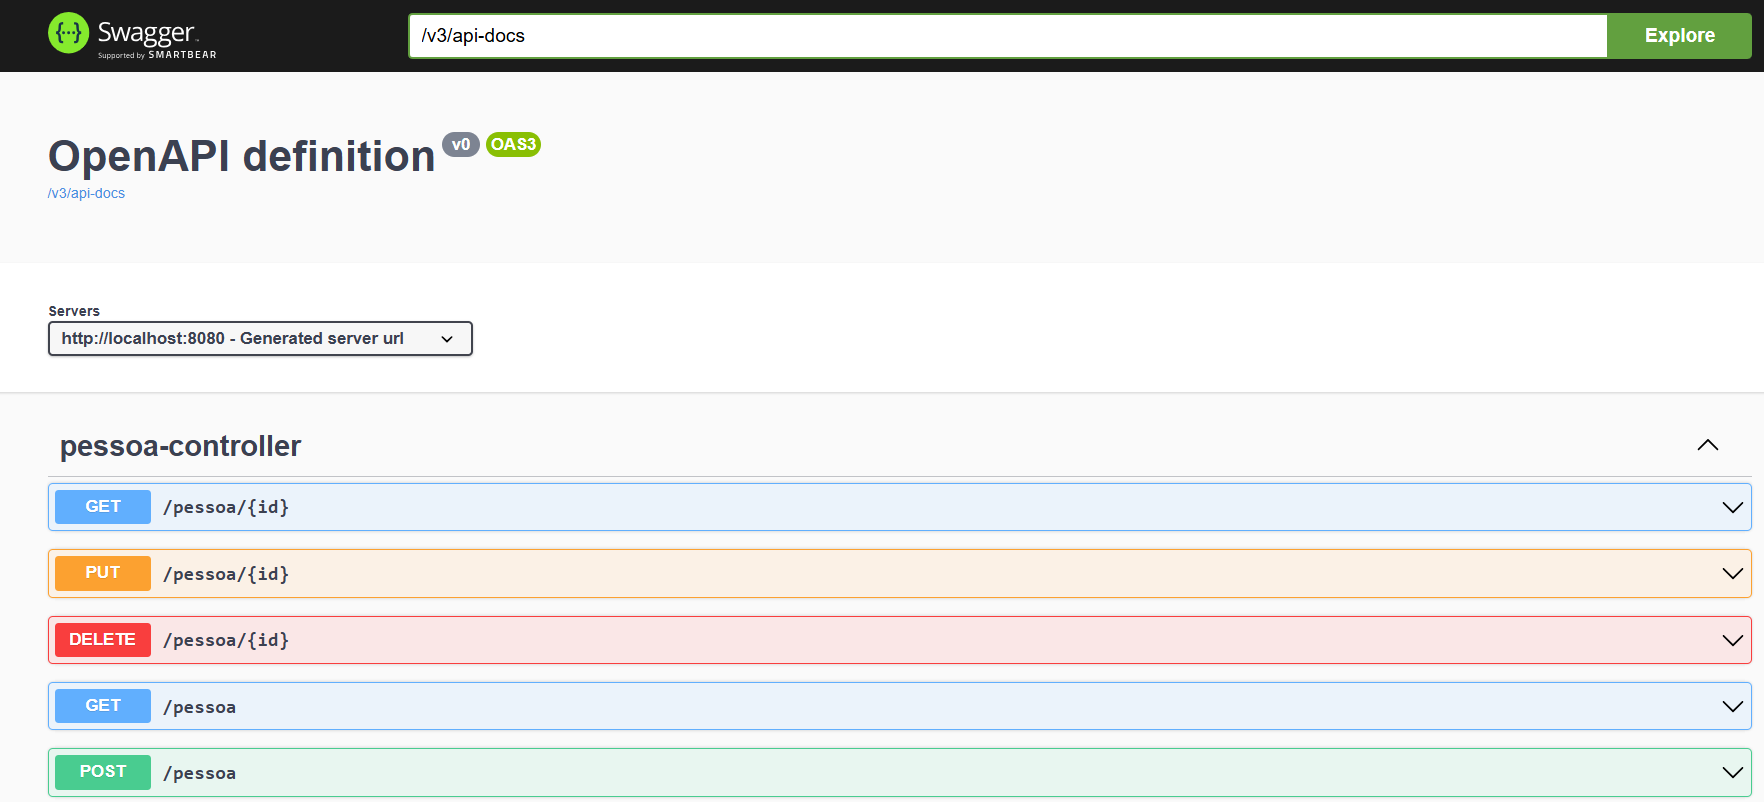 Swagger
Supported by SMARTBEAR
/v3/api-docs
Explore
OpenAPI definition v0 OAS3
/v3/api-docs
Servers
http://localhost:8080 - Generated server url
pessoa-controller
GET /pessoa/{id}
PUT /pessoa/{id}
DELETE /pessoa/{id}
GET /pessoa
POST /pessoa